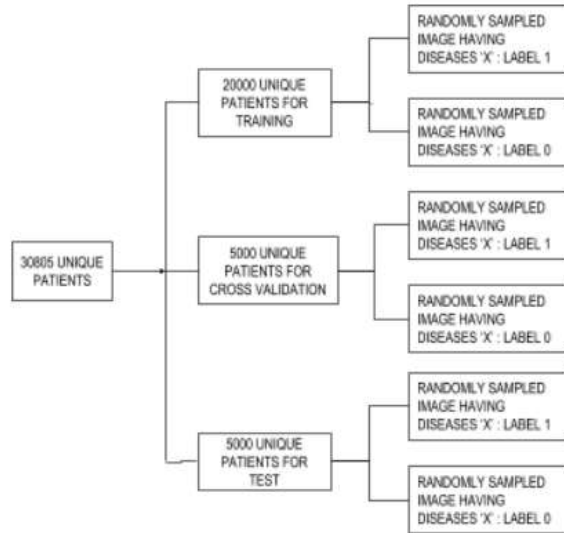 RANDOMLY SAMPLED
IMAGE HAVING
DISEASES 'X' : LABEL 1
20000 UNIQUE
PATIENTS FOR
TRAINING
RANDOMLY SAMPLED
IMAGE HAVING
DISEASES 'X' : LABEL 0
RANDOMLY SAMPLED
IMAGE HAVING
DISEASES 'X' : LABEL 1
30805 UNIQUE
PATIENTS
5000 UNIQUE
PATIENTS FOR
CROSS VALIDATION
RANDOMLY SAMPLED
IMAGE HAVING
DISEASES 'X' : LABEL 0
RANDOMLY SAMPLED
IMAGE HAVING
DISEASES 'X' : LABEL 1
5000 UNIQUE
PATIENTS FOR
TEST
RANDOMLY SAMPLED
IMAGE HAVING
DISEASES 'X' : LABEL 0